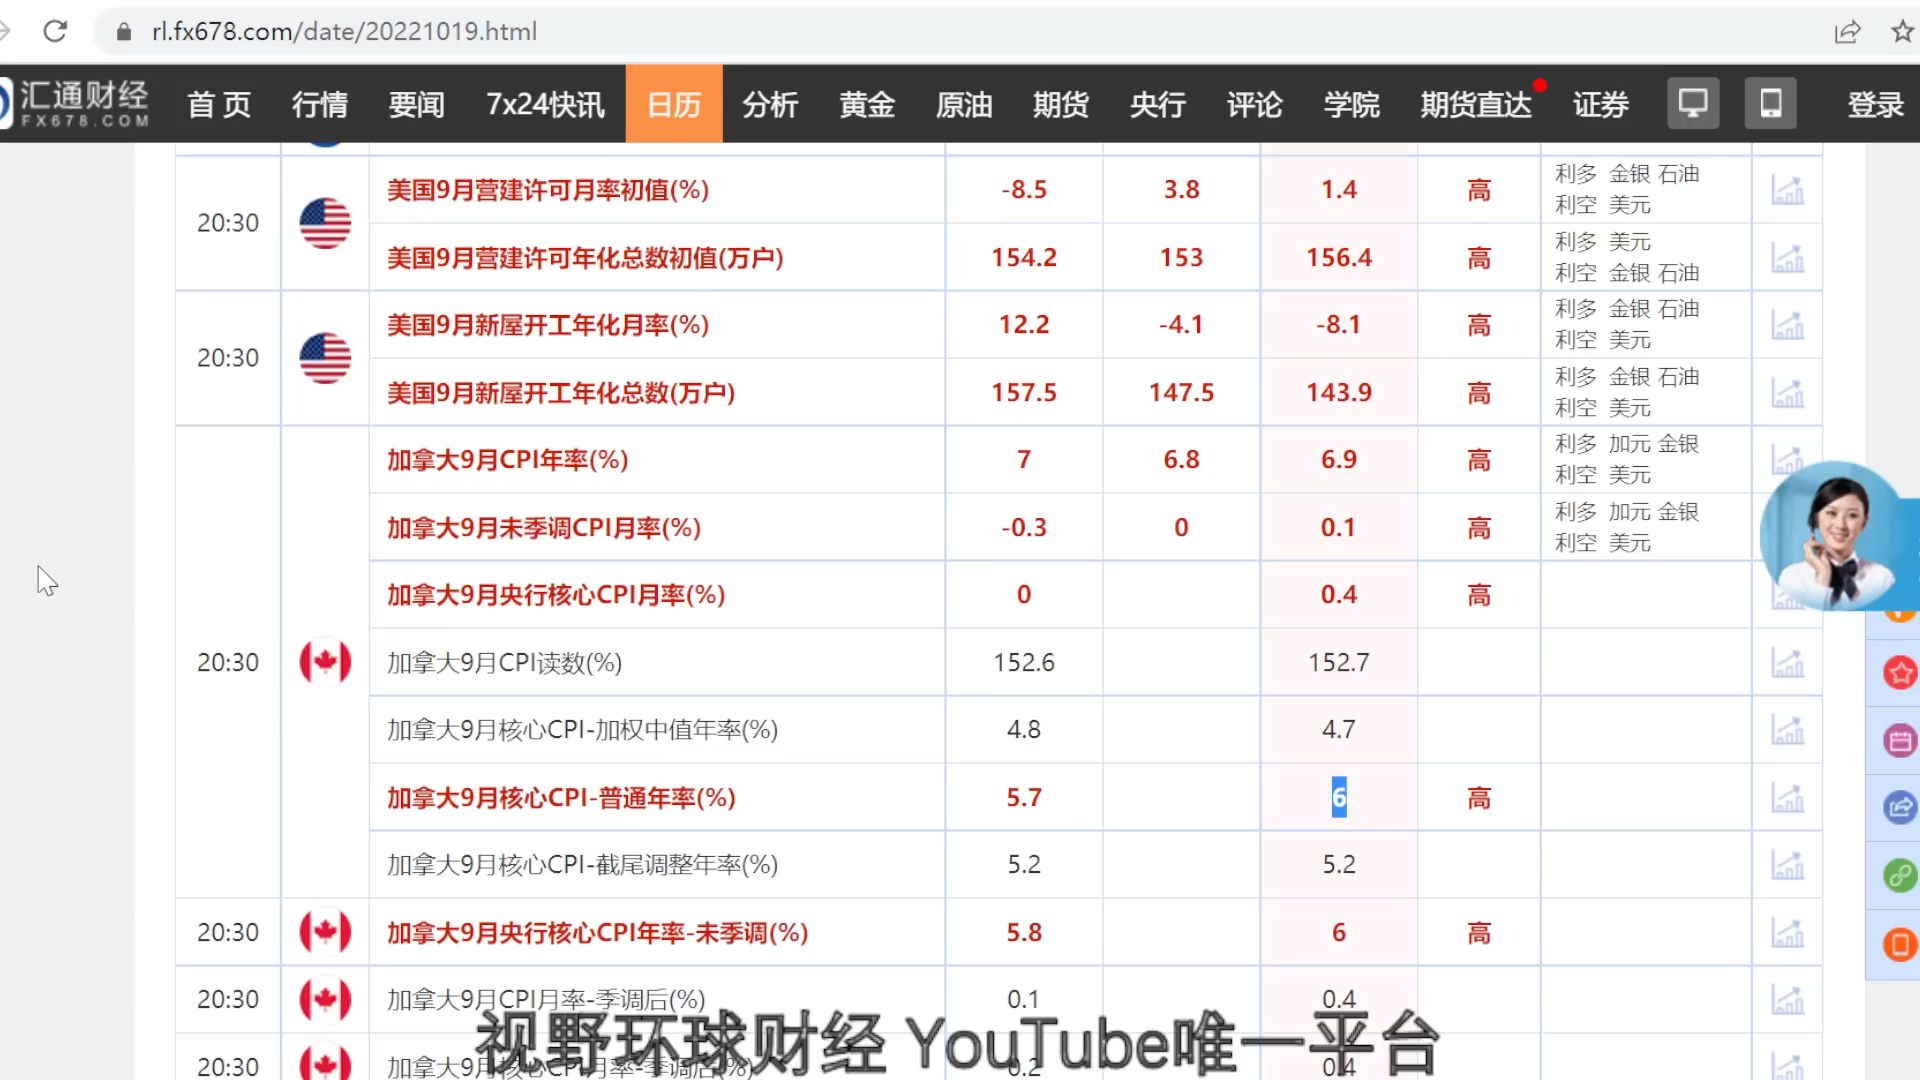 rl.fx678.com/date/20221019.html
汇通财经 FX678.COM 首页 行情 要闻 7x24快讯 日历 分析 黄金 原油 期货 央行 评论 学院 期货直达 证券 登录
20:30
美国9月营建许可月率初值(%) -8.5 3.8 1.4 高 利多 金银 石油
利空 美元
美国9月营建许可年化总数初值(万户) 154.2 153 156.4 高 利多 美元
利空 金银 石油
20:30
美国9月新屋开工年化月率(%) 12.2 -4.1 -8.1 高 利多 金银 石油
利空 美元
美国9月新屋开工年化总数(万户) 157.5 147.5 143.9 高 利多 金银 石油
利空 美元
20:30
加拿大9月CPI年率(%) 7 6.8 6.9 高 利多 加元 金银
利空 美元
加拿大9月未季调CPI月率(%) -0.3 0 0.1 高 利多 加元 金银
利空 美元
加拿大9月央行核心CPI月率(%) 0 0.4 高
加拿大9月CPI读数(%) 152.6 152.7
加拿大9月核心CPI-加权中值年率(%) 4.8 4.7
加拿大9月核心CPI-普通年率(%) 5.7 6 高
加拿大9月核心CPI-截尾调整年率(%) 5.2 5.2
20:30 加拿大9月央行核心CPI年率-未季调(%) 5.8 6 高
20:30 加拿大9月CPI月率-季调后(%) 0.1 0.4
视野环球财经 YouTube唯一平台
20:30 加拿大9月核心CPI月率-季调后(%) 0.2 0.4